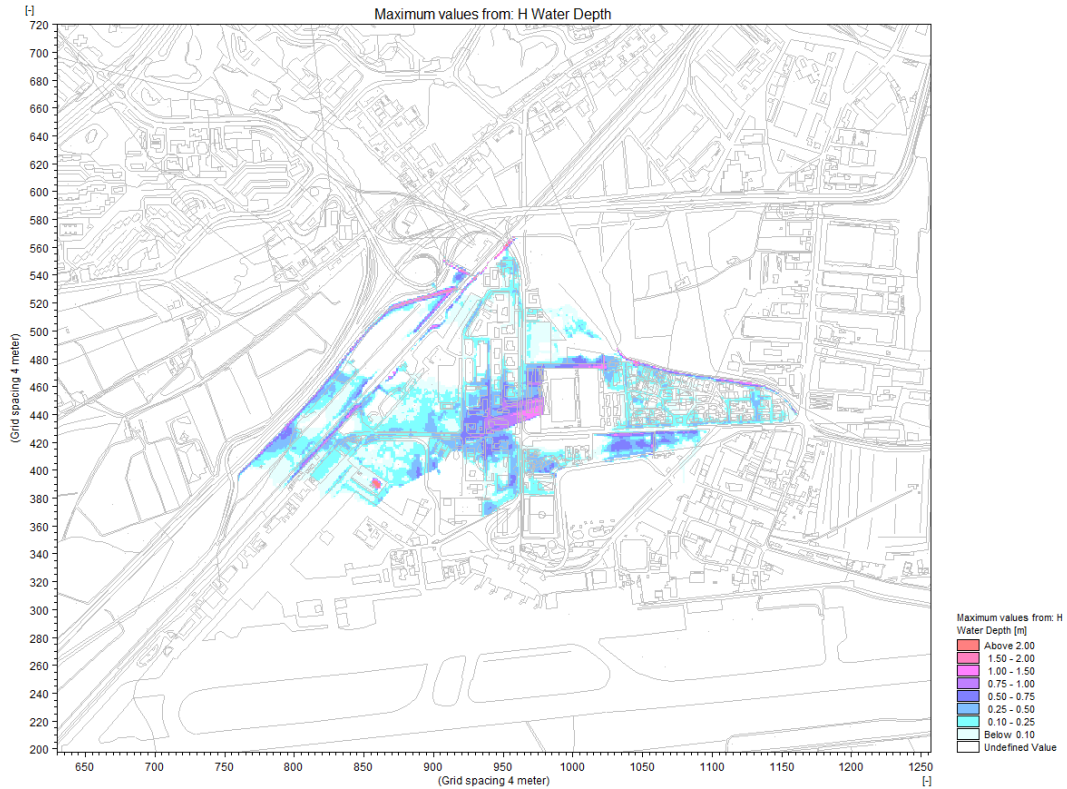 [-]
Maximum values from: H Water Depth
720
700
680
660
640
620
600
580
560
540
520
500
480
460
440
420
400
380
360
340
320
300
280
260
240
220
200
(Grid spacing 4 meter)
650 700 750 800 850 900 950 1000 1050 1100 1150 1200 1250
(Grid spacing 4 meter)
[-]
Maximum values from: H
Water Depth [m]
Above 2.00
1.50 - 2.00
1.00 - 1.50
0.75 - 1.00
0.50 - 0.75
0.25 - 0.50
0.10 - 0.25
Below 0.10
Undefined Value